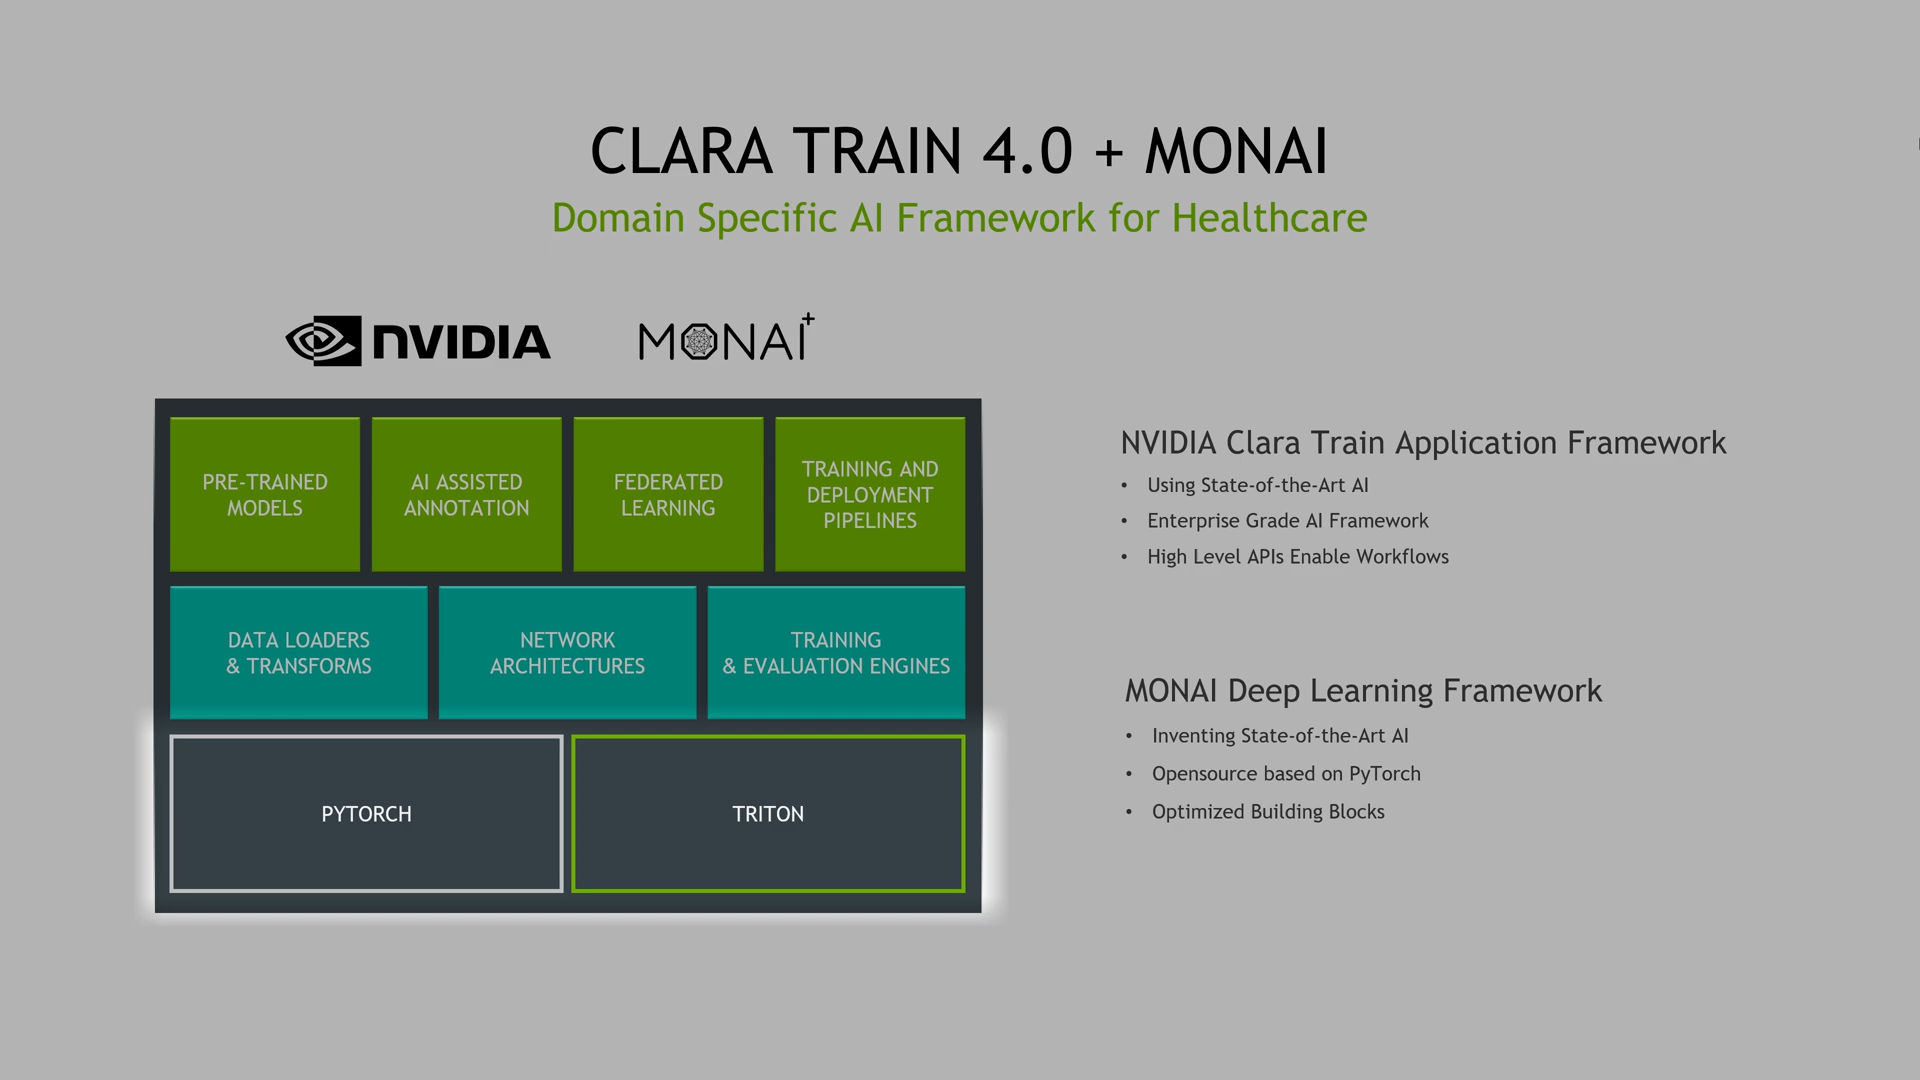 CLARA TRAIN 4.0 + MONAI
Domain Specific AI Framework for Healthcare
NVIDIA
MONAI
PRE-TRAINED
MODELS
AI ASSISTED
ANNOTATION
FEDERATED
LEARNING
TRAINING AND
DEPLOYMENT
PIPELINES
DATA LOADERS
& TRANSFORMS
NETWORK
ARCHITECTURES
TRAINING
& EVALUATION ENGINES
PYTORCH
TRITON
NVIDIA Clara Train Application Framework
• Using State-of-the-Art AI
• Enterprise Grade AI Framework
• High Level APIs Enable Workflows
MONAI Deep Learning Framework
• Inventing State-of-the-Art AI
• Opensource based on PyTorch
• Optimized Building Blocks